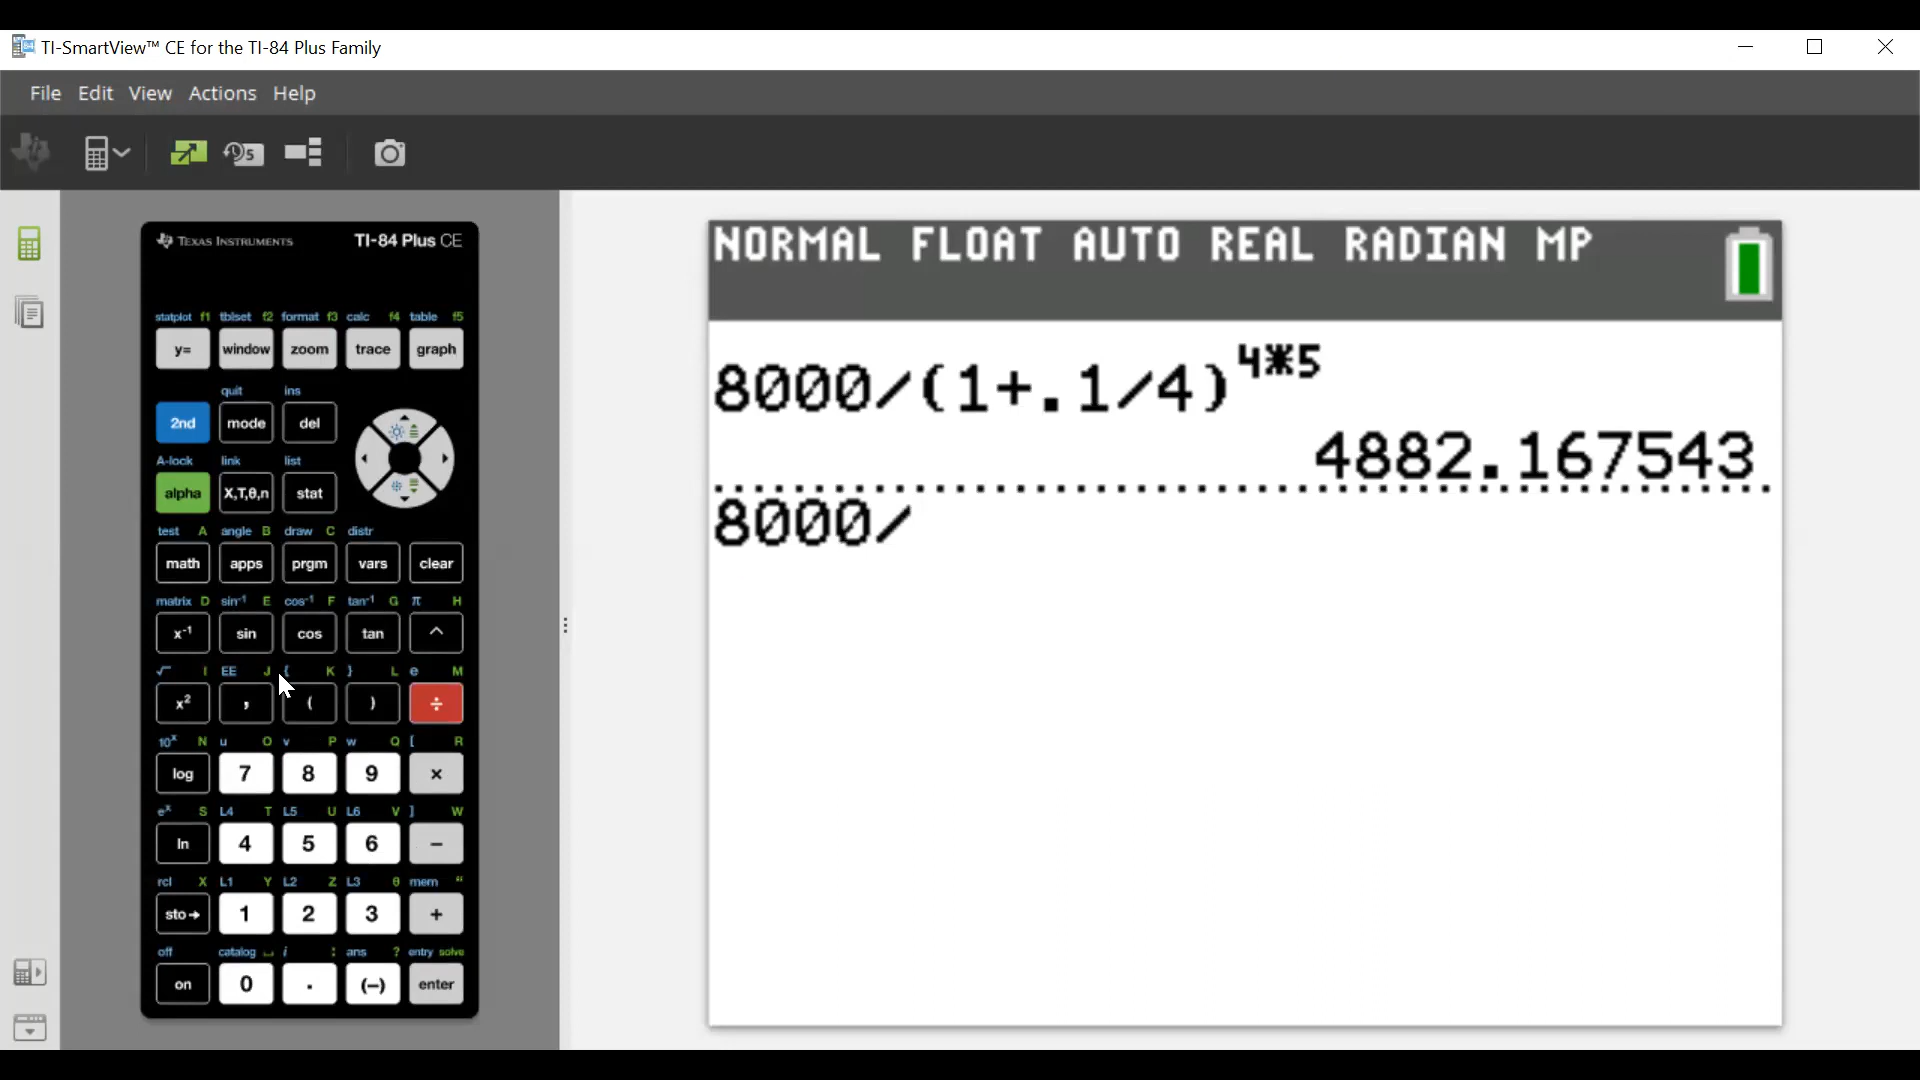 TI-SmartView™ CE for the TI-84 Plus Family
File Edit View Actions Help
5
TEXAS INSTRUMENTS TI-84 Plus CE
NORMAL FLOAT AUTO REAL RADIAN MP
8000/(1+.1/4)^4*5
4882.167543
8000/
statplot f1 tblset f2 format f3 calc f4 table f5
y= window zoom trace graph
quit ins
2nd mode del
A-lock link list
alpha X,T,θ,n stat
test A angle B draw C distr
math apps prgm vars clear
matrix D sin⁻¹ E cos⁻¹ F tan⁻¹ G π H
x⁻¹ sin cos tan ^
√ I EE J { K } L e M
x² , ( ) ÷
10ˣ N u O v P w Q [ R
log 7 8 9 ×
eˣ S L4 T L5 U L6 V ] W
ln 4 5 6 −
rcl X L1 Y L2 Z L3 θ mem “
sto→ 1 2 3 +
off catalog ⎵ i : ans ? entry solve
on 0 . (−) enter